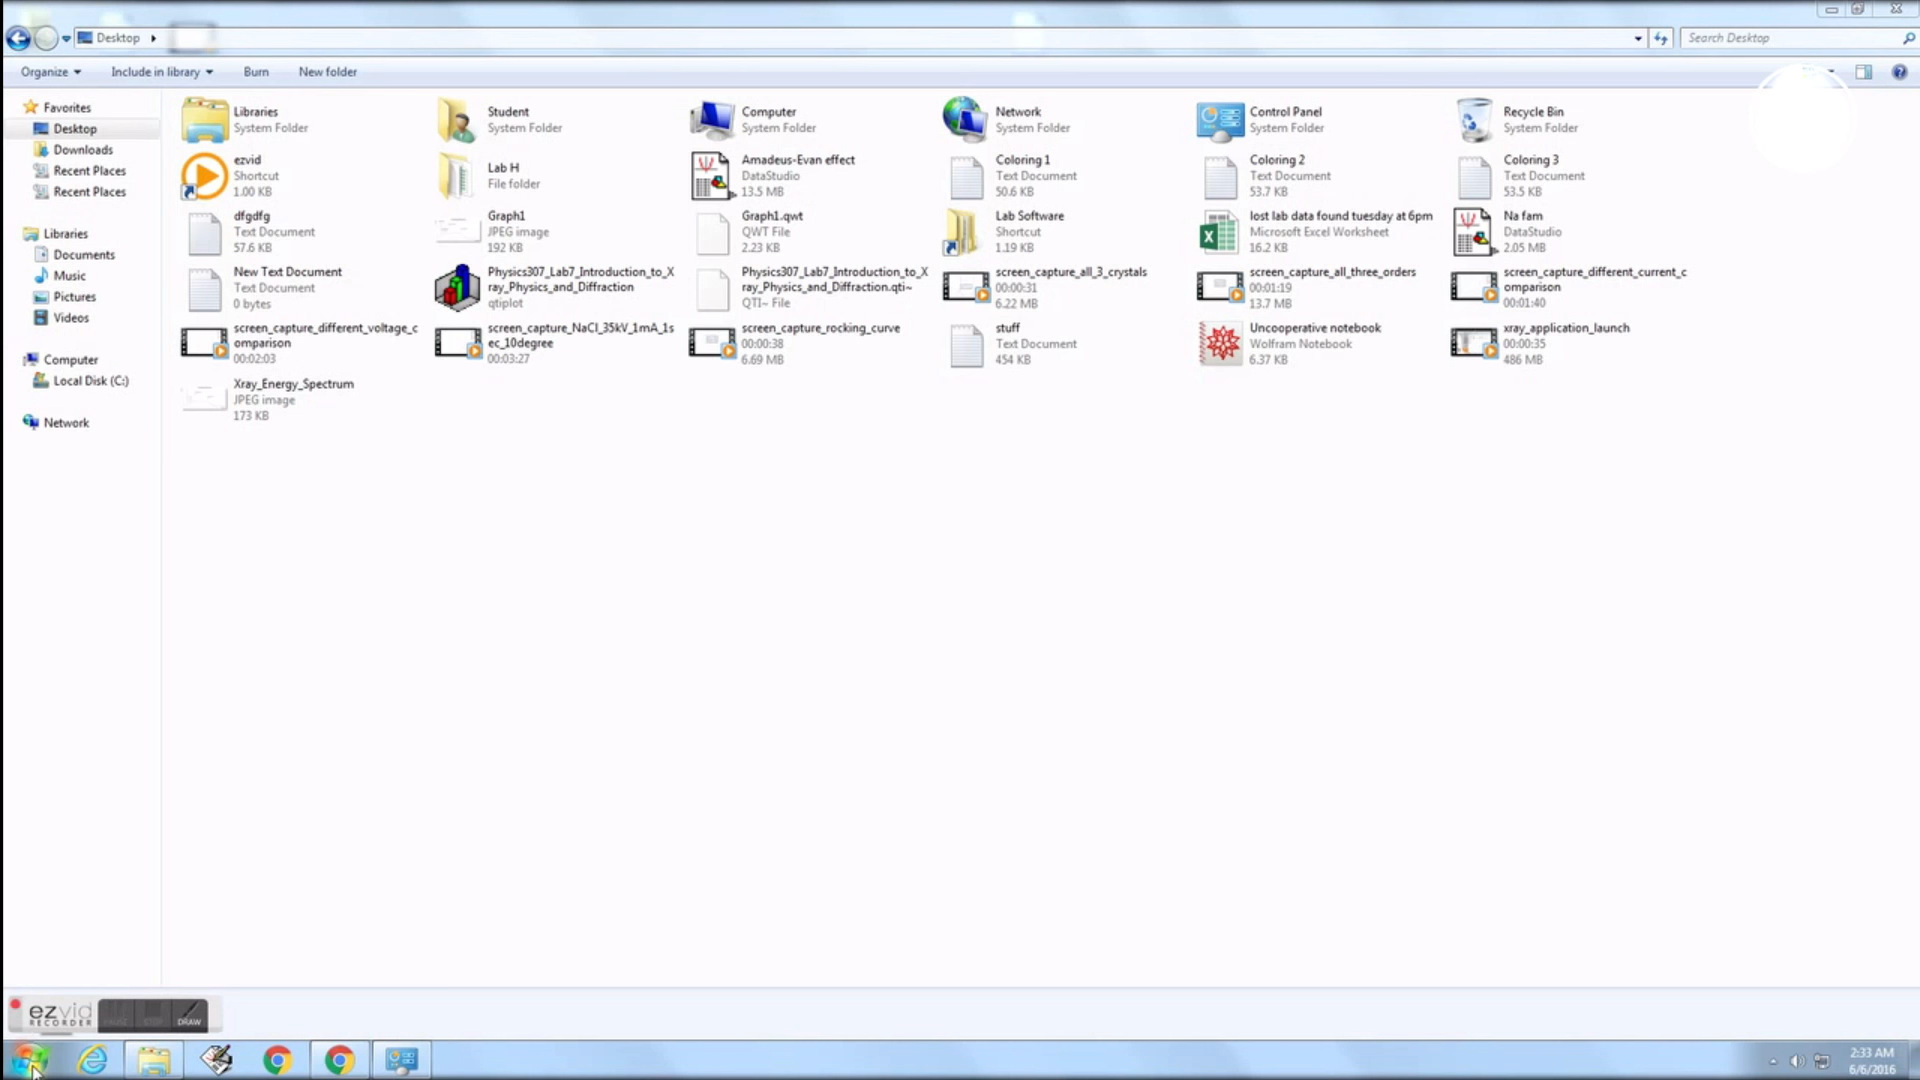 Desktop
Search Desktop
Organize Include in library Burn New folder
Favorites
Desktop
Downloads
Recent Places
Recent Places
Libraries
Documents
Music
Pictures
Videos
Computer
Local Disk (C:)
Network
Libraries
System Folder
Student
System Folder
Computer
System Folder
Network
System Folder
Control Panel
System Folder
Recycle Bin
System Folder
ezvid
Shortcut
1.00 KB
Lab H
File folder
Amadeus-Evan effect
DataStudio
13.5 MB
Coloring 1
Text Document
50.6 KB
Coloring 2
Text Document
53.7 KB
Coloring 3
Text Document
53.5 KB
dfgdfg
Text Document
57.6 KB
Graph1
JPEG image
192 KB
Graph1.qwt
QWT File
2.23 KB
Lab Software
Shortcut
1.19 KB
lost lab data found tuesday at 6pm
Microsoft Excel Worksheet
16.2 KB
Na fam
DataStudio
2.05 MB
New Text Document
Text Document
0 bytes
Physics307_Lab7_Introduction_to_X
ray_Physics_and_Diffraction
qtiplot
Physics307_Lab7_Introduction_to_X
ray_Physics_and_Diffraction.qti~
QTI~ File
screen_capture_all_3_crystals
00:00:31
6.22 MB
screen_capture_all_three_orders
00:01:19
13.7 MB
screen_capture_different_current_c
omparison
00:01:40
screen_capture_different_voltage_c
omparison
00:02:03
screen_capture_NaCl_35kV_1mA_1s
ec_10degree
00:03:27
screen_capture_rocking_curve
00:00:38
6.69 MB
stuff
Text Document
454 KB
Uncooperative notebook
Wolfram Notebook
6.37 KB
xray_application_launch
00:00:35
486 MB
Xray_Energy_Spectrum
JPEG image
173 KB
ezvid
RECORDER
DRAW
2:33 AM
6/6/2016